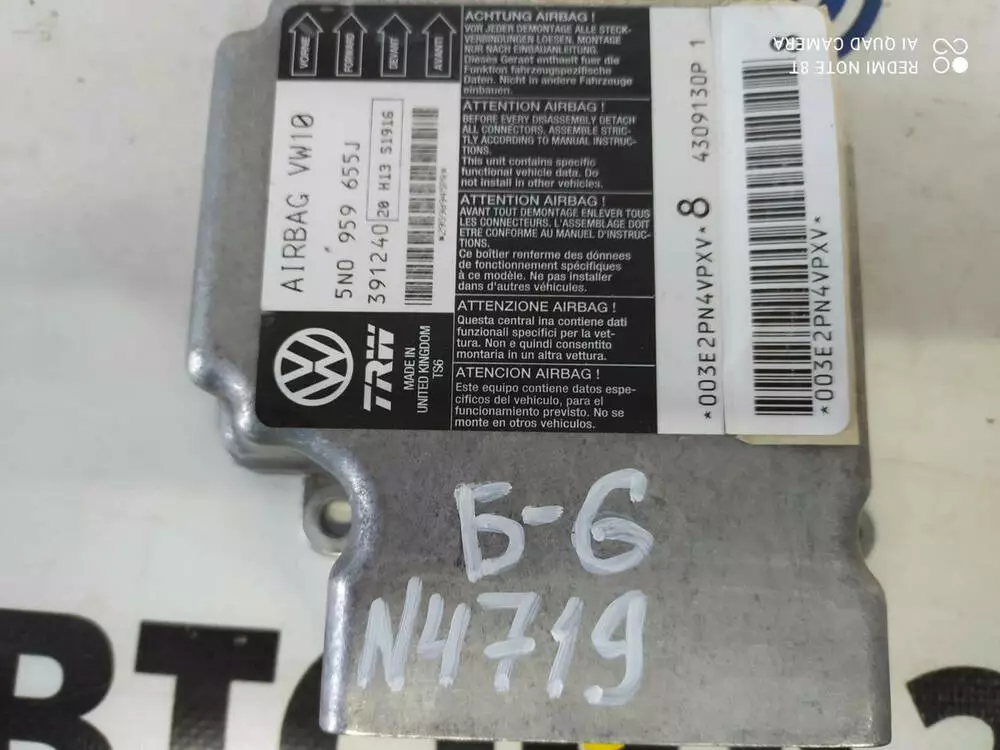 VORNE
FORWARD
DEVANT
AVANTI
AIRBAG VW10
5N0 959 655J
391240
20 H13 S1916
TRW
MADE IN
UNITED KINGDOM
TS6
ACHTUNG AIRBAG !
VOR JEDER DEMONTAGE ALLE STECK-
VERBINDUNGEN LOESEN. MONTAGE
NUR NACH EINBAUANLEITUNG.
Dieses Geraet enthaelt fuer die
Funktion fahrzeugspezifische
Daten. Nicht in andere Fahrzeuge
einbauen.
ATTENTION AIRBAG !
BEFORE EVERY DISASSEMBLY DETACH
ALL CONNECTORS, ASSEMBLE STRIC-
TLY ACCORDING TO MANUAL INSTRUC-
TIONS.
This unit contains specific
functional vehicle data. Do
not install in other vehicles.
ATTENTION AIRBAG !
AVANT TOUT DEMONTAGE ENLEVER TOUS
LES CONNECTEURS. L'ASSEMBLAGE DOIT
ETRE CONFORME AU MANUEL D'INSTRUC-
TIONS.
Ce boîtier renferme des données
de fonctionnement spécifiques
à ce modèle. Ne pas installer
dans d'autres véhicules.
ATTENZIONE AIRBAG !
Questa central ina contiene dati
funzionali specifici per la vet-
tura. Non e quindi consentito
montaria in un altra vettura.
ATENCION AIRBAG !
Este equipo contiene datos espe-
cificos del vehiculo, para el
funcionamiento previsto. No se
monte en otros vehiculos.
*003E2PN4VPXV*
8
4309130P 1
*003E2PN4VPXV*
REDMI NOTE 8T
AI QUAD CAMERA
Б-6
N4719